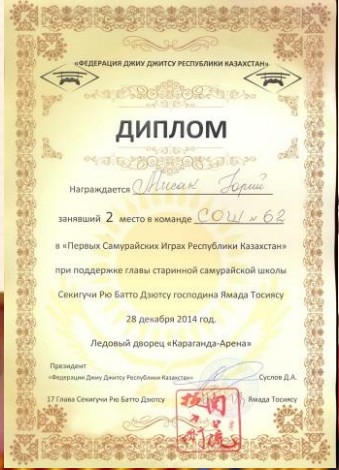 «ФЕДЕРАЦИЯ ДЖИУ ДЖИТСУ РЕСПУБЛИКИ КАЗАХСТАН»
ДИПЛОМ
Награждается Мисак Юрий
занявший 2 место в команде СОШ № 62
в «Первых Самурайских Играх Республики Казахстан»
при поддержке главы старинной самурайской школы
Секигучи Рю Батто Дзютсу господина Ямада Тосиясу
28 декабря 2014 год.
Ледовый дворец «Караганда-Арена»
Президент
«Федерации Джиу Джитсу Республики Казахстан» Суслов Д.А.
17 Глава Секигучи Рю Батто Дзютсу Ямада Тосиясу